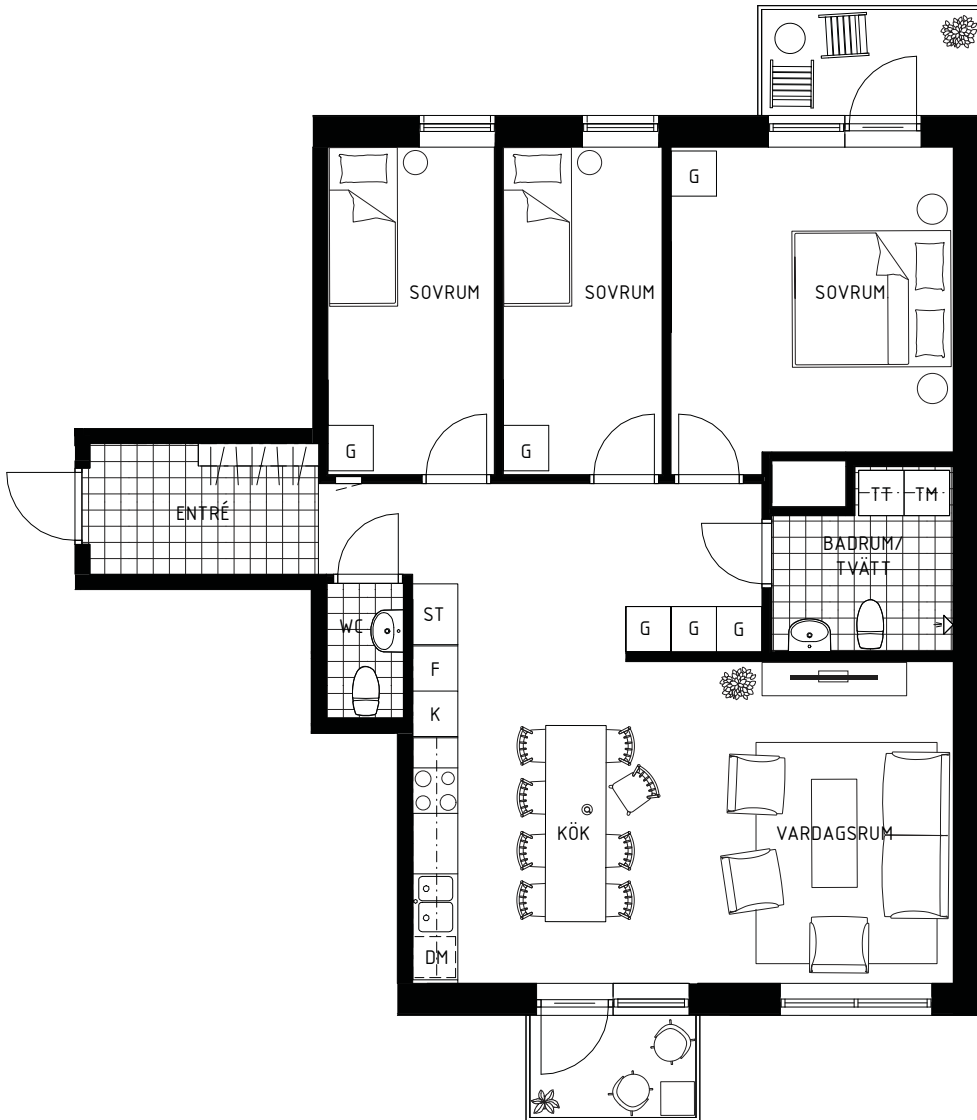 G
SOVRUM
SOVRUM
SOVRUM
G
G
TT
TM
ENTRÉ
BADRUM/
TVÄTT
ST
WC
G
G
G
F
K
KÖK
VARDAGSRUM
DM